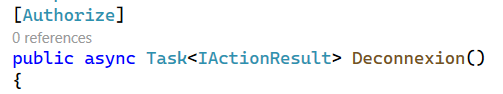 [Authorize]
0 references
public async Task<IActionResult> Deconnexion()
{